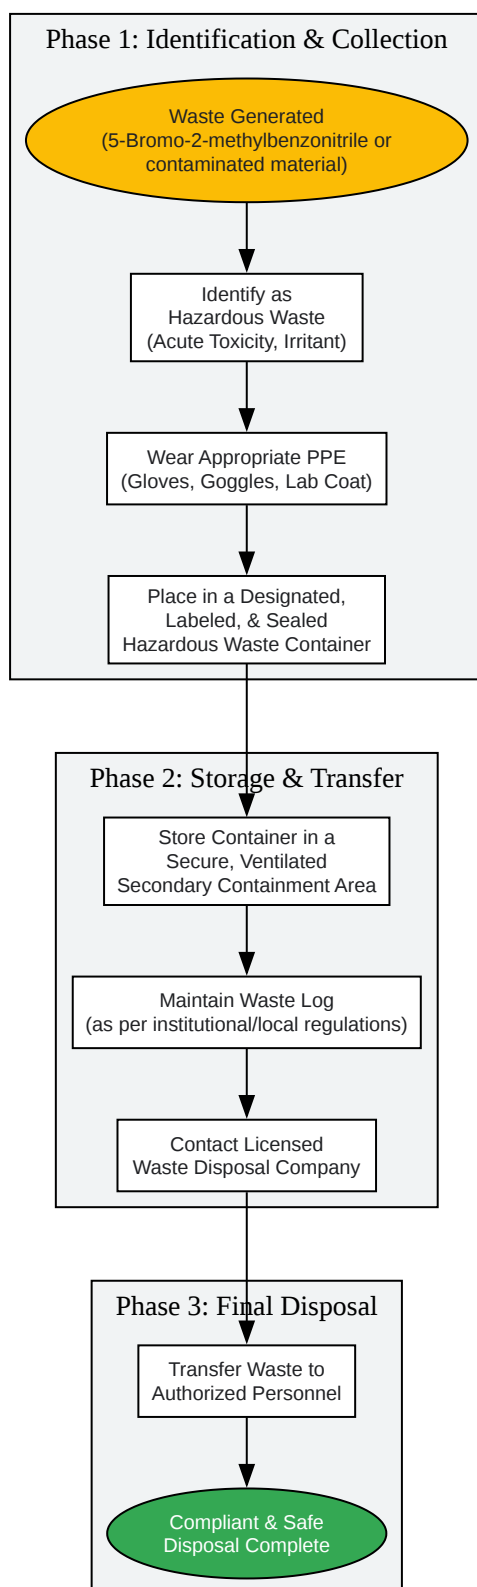 Phase 1: Identification & Collection
Waste Generated
(5-Bromo-2-methylbenzonitrile or
contaminated material)
Identify as
Hazardous Waste
(Acute Toxicity, Irritant)
Wear Appropriate PPE
(Gloves, Goggles, Lab Coat)
Place in a Designated,
Labeled, & Sealed
Hazardous Waste Container
Phase 2: Storage & Transfer
Store Container in a
Secure, Ventilated
Secondary Containment Area
Maintain Waste Log
(as per institutional/local regulations)
Contact Licensed
Waste Disposal Company
Phase 3: Final Disposal
Transfer Waste to
Authorized Personnel
Compliant & Safe
Disposal Complete